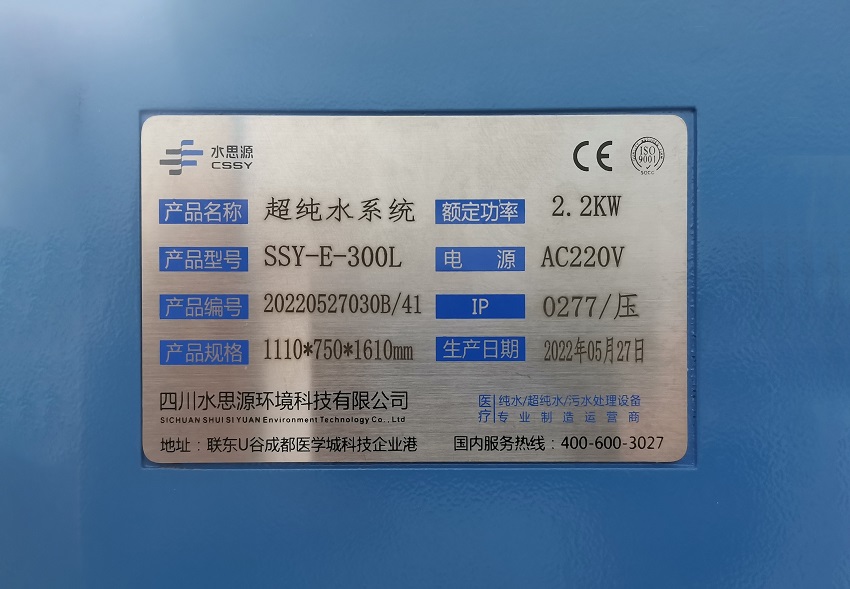 水思源
CSSY
CE
ISO
9001
SGCC
产品名称 超纯水系统 额定功率 2.2KW
产品型号 SSY-E-300L 电 源 AC220V
产品编号 20220527030B/41 IP 0277/压
产品规格 1110*750*1610mm 生产日期 2022年05月27日
四川水思源环境科技有限公司
SICHUAN SHUI SI YUAN Environment Technology Co.,Ltd
医疗 纯水/超纯水/污水处理设备
专业制造运营商
地址：联东U谷成都医学城科技企业港 国内服务热线：400-600-3027